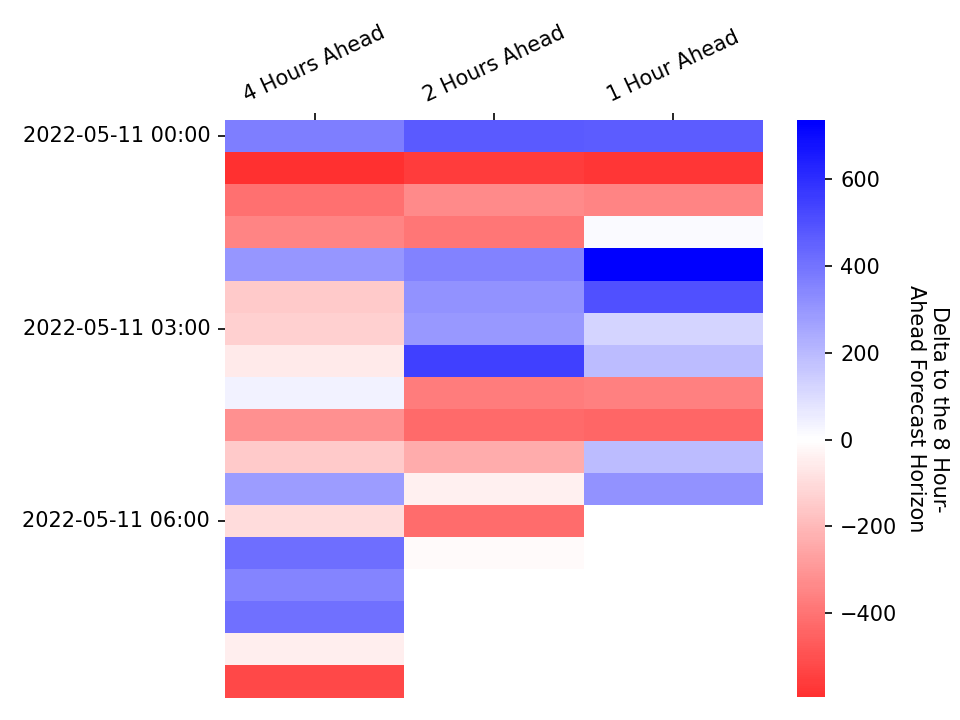 4 Hours Ahead
2 Hours Ahead
1 Hour Ahead
2022-05-11 00:00
2022-05-11 03:00
2022-05-11 06:00
600
400
200
0
−200
−400
Delta to the 8 Hour-
Ahead Forecast Horizon